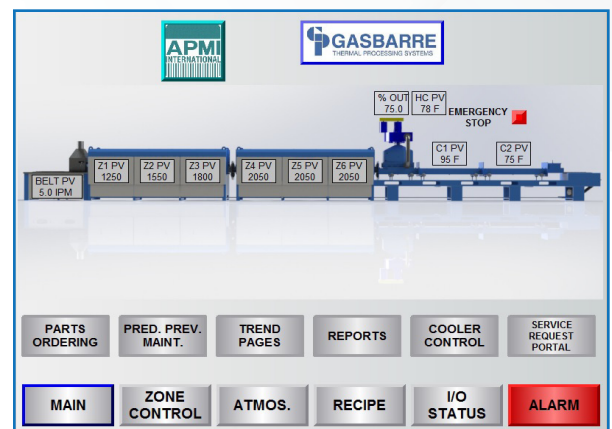 APMI
INTERNATIONAL
GASBARRE
THERMAL PROCESSING SYSTEMS
% OUT
75.0
HC PV
78 F
EMERGENCY
STOP
C1 PV
95 F
C2 PV
75 F
Z1 PV
1250
Z2 PV
1550
Z3 PV
1800
Z4 PV
2050
Z5 PV
2050
Z6 PV
2050
BELT PV
5.0 IPM
PARTS
ORDERING
PRED. PREV.
MAINT.
TREND
PAGES
REPORTS
COOLER
CONTROL
SERVICE
REQUEST
PORTAL
MAIN
ZONE
CONTROL
ATMOS.
RECIPE
I/O
STATUS
ALARM